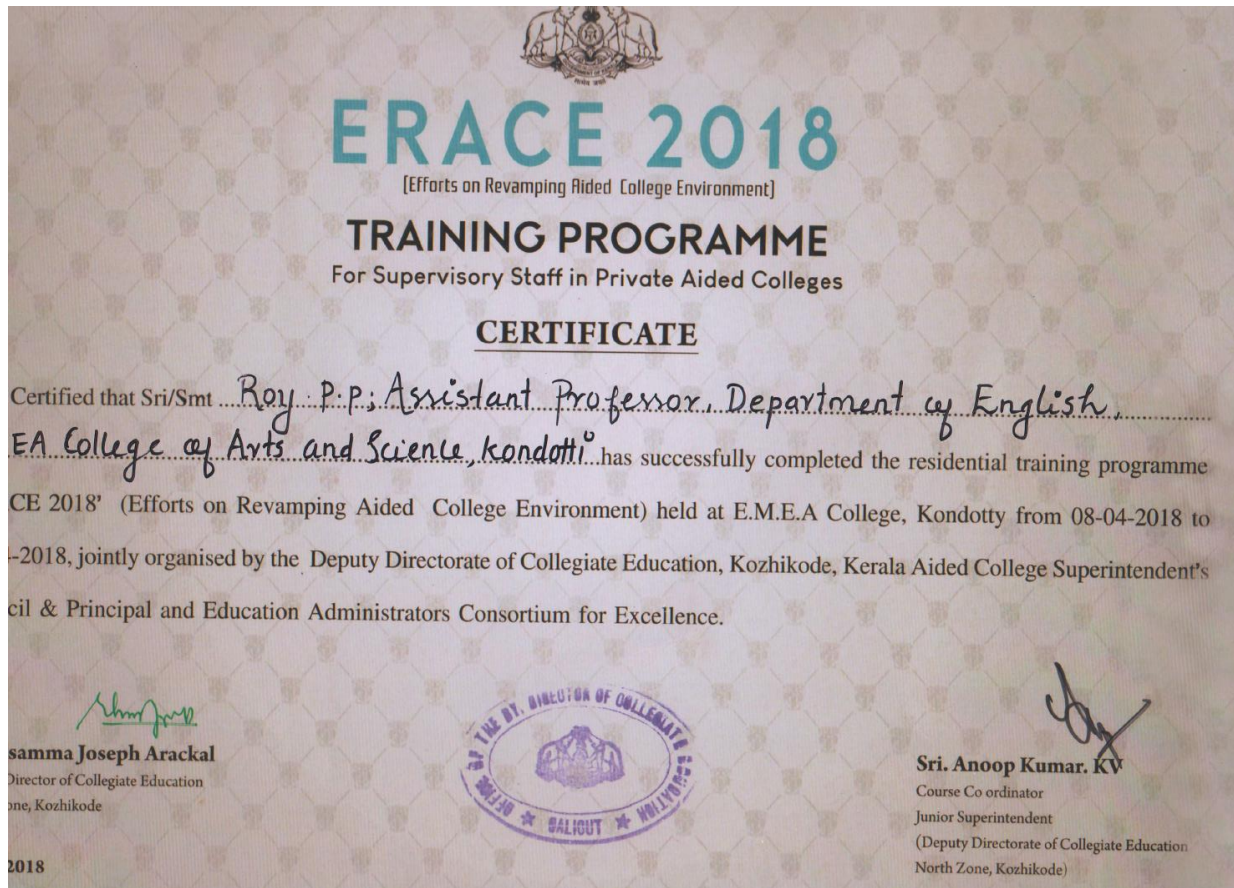 ERACE 2018
[Efforts on Revamping Aided College Environment]
TRAINING PROGRAMME
For Supervisory Staff in Private Aided Colleges
CERTIFICATE
Certified that Sri/Smt Roy. P.P; Assistant Professor, Department of English,
EA College of Arts and Science, Kondotti has successfully completed the residential training programme
CE 2018' (Efforts on Revamping Aided College Environment) held at E.M.E.A College, Kondotty from 08-04-2018 to
-2018, jointly organised by the Deputy Directorate of Collegiate Education, Kozhikode, Kerala Aided College Superintendent's
cil & Principal and Education Administrators Consortium for Excellence.
samma Joseph Arackal
Director of Collegiate Education
one, Kozhikode
2018
OFFICE OF THE DY. DIRECTOR OF COLLEGIATE EDUCATION
CALICUT
Sri. Anoop Kumar. KV
Course Co ordinator
Junior Superintendent
(Deputy Directorate of Collegiate Education
North Zone, Kozhikode)